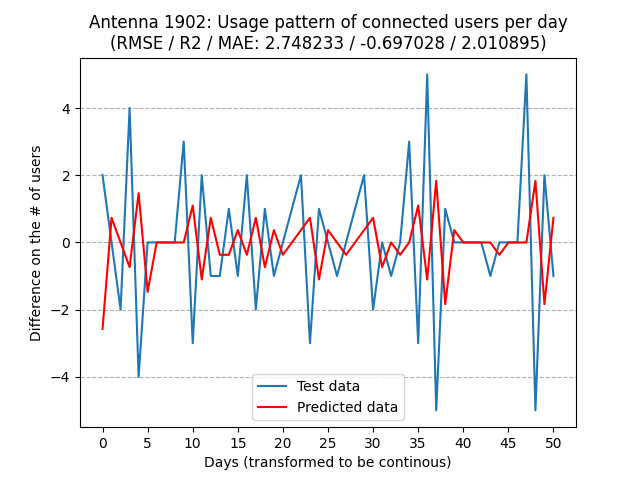 Antenna 1902: Usage pattern of connected users per day
(RMSE / R2 / MAE: 2.748233 / -0.697028 / 2.010895)
Difference on the # of users
4
2
0
−2
−4
Test data
Predicted data
0 5 10 15 20 25 30 35 40 45 50
Days (transformed to be continous)